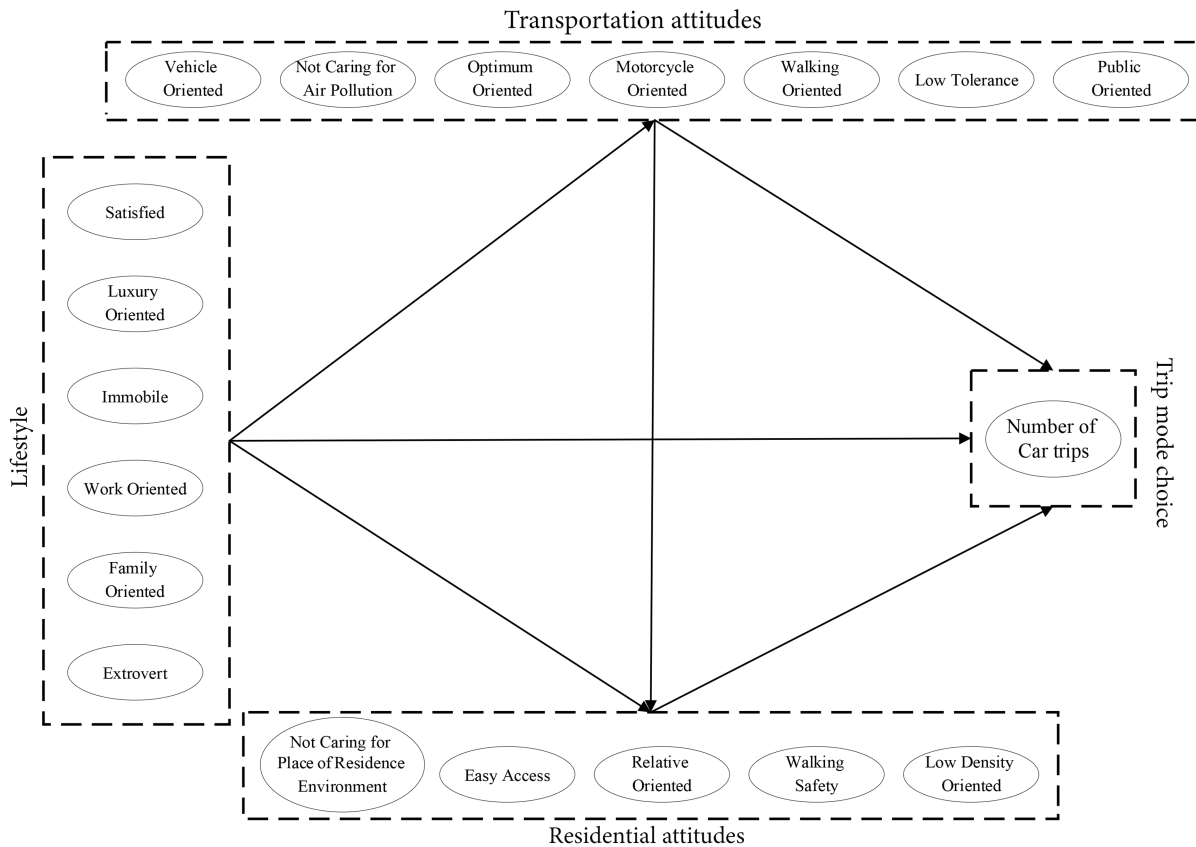 Transportation attitudes
Vehicle
Oriented
Not Caring for
Air Pollution
Optimum
Oriented
Motorcycle
Oriented
Walking
Oriented
Low Tolerance
Public
Oriented
Lifestyle
Satisfied
Luxury
Oriented
Immobile
Work Oriented
Family
Oriented
Extrovert
Number of
Car trips
Trip mode choice
Not Caring for
Place of Residence
Environment
Easy Access
Relative
Oriented
Walking
Safety
Low Density
Oriented
Residential attitudes